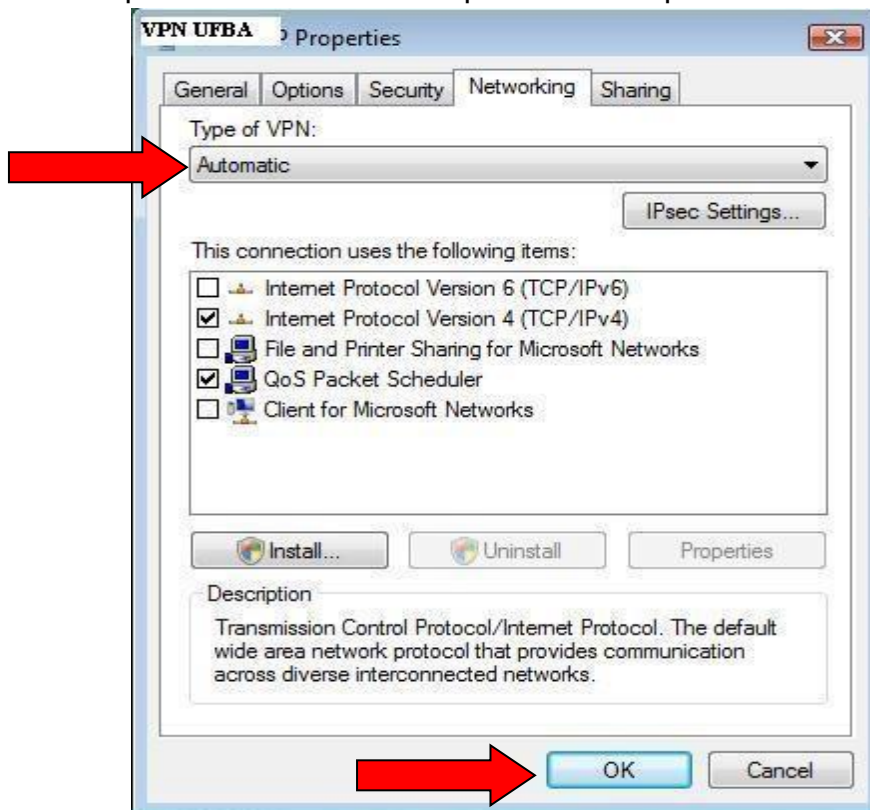 VPN UFBA P Properties
General Options Security Networking Sharing
Type of VPN:
Automatic
IPsec Settings...
This connection uses the following items:
Internet Protocol Version 6 (TCP/IPv6)
Internet Protocol Version 4 (TCP/IPv4)
File and Printer Sharing for Microsoft Networks
QoS Packet Scheduler
Client for Microsoft Networks
Install... Uninstall Properties
Description
Transmission Control Protocol/Internet Protocol. The default
wide area network protocol that provides communication
across diverse interconnected networks.
OK Cancel